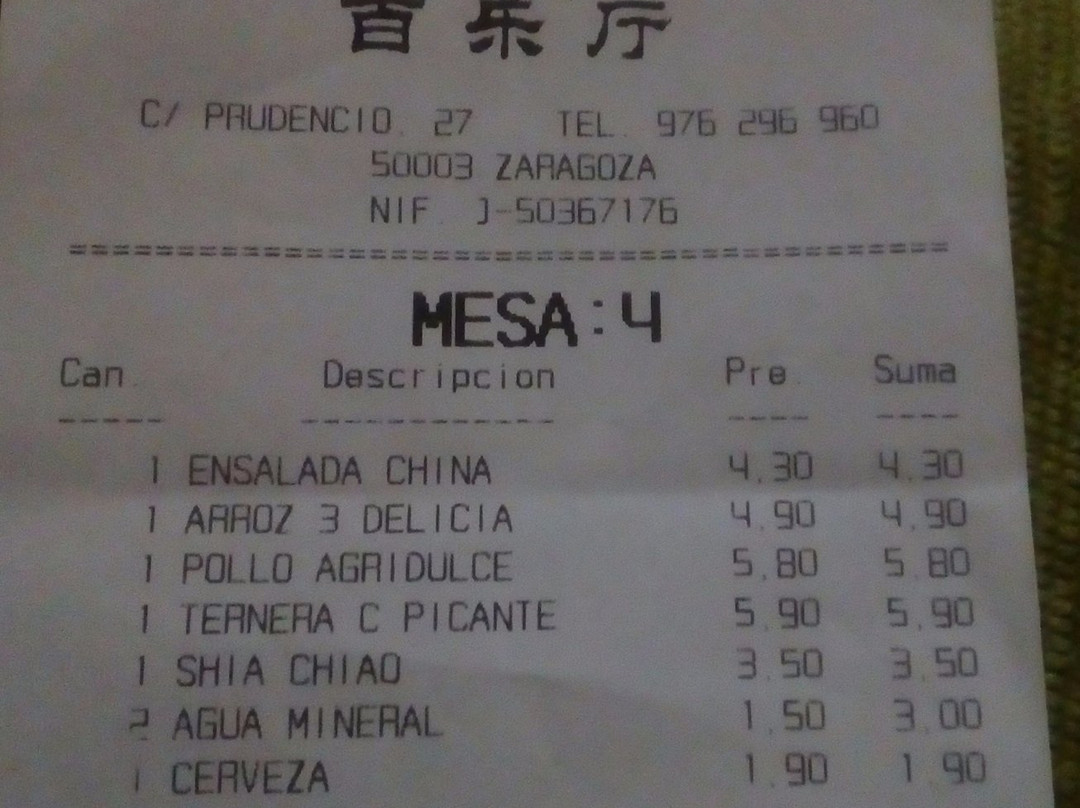 百乐厅
C/ PRUDENCIO. 27 TEL. 976 296 960
50003 ZARAGOZA
NIF. J-50367176
==========================================
MESA:4
Can. Descripcion Pre. Suma
----- ------------ ---- ----
1 ENSALADA CHINA 4.30 4.30
1 ARROZ 3 DELICIA 4.90 4.90
1 POLLO AGRIDULCE 5.80 5.80
1 TERNERA C PICANTE 5.90 5.90
1 SHIA CHIAO 3.50 3.50
2 AGUA MINERAL 1.50 3.00
1 CERVEZA 1.90 1.90